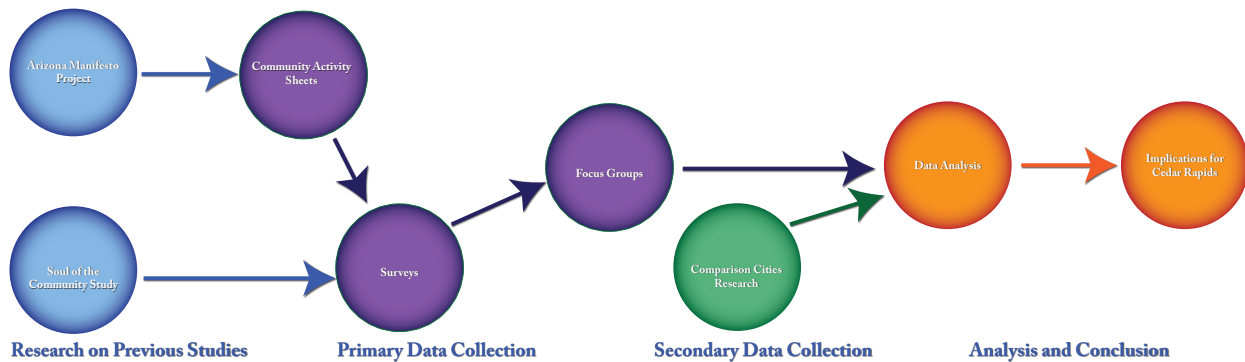 Arizona Manifesto
Project
Community Activity
Sheets
Focus Groups
Data Analysis
Implications for
Cedar Rapids
Soul of the
Community Study
Surveys
Comparison Cities
Research
Research on Previous Studies
Primary Data Collection
Secondary Data Collection
Analysis and Conclusion